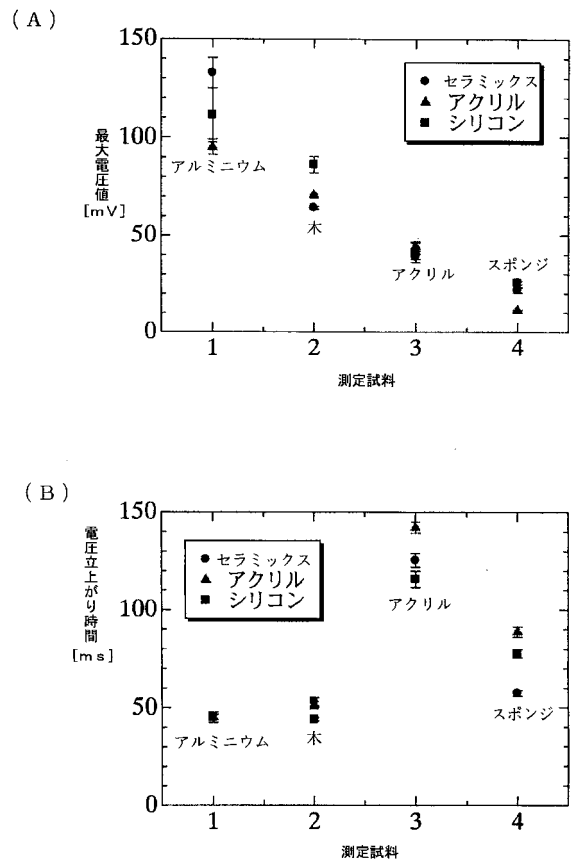 (A)
150
100
50
0
最大電圧値
[mV]
● セラミックス
▲ アクリル
■ シリコン
アルミニウム
木
アクリル
スポンジ
1 2 3 4
測定試料
(B)
150
100
50
0
電圧立上がり時間
[ms]
● セラミックス
▲ アクリル
■ シリコン
アルミニウム
木
アクリル
スポンジ
1 2 3 4
測定試料